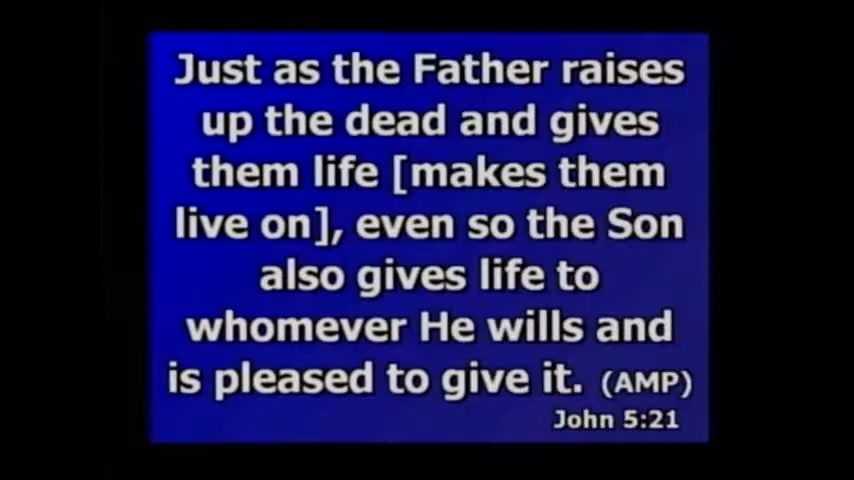 Just as the Father raises
up the dead and gives
them life [makes them
live on], even so the Son
also gives life to
whomever He wills and
is pleased to give it. (AMP)
John 5:21